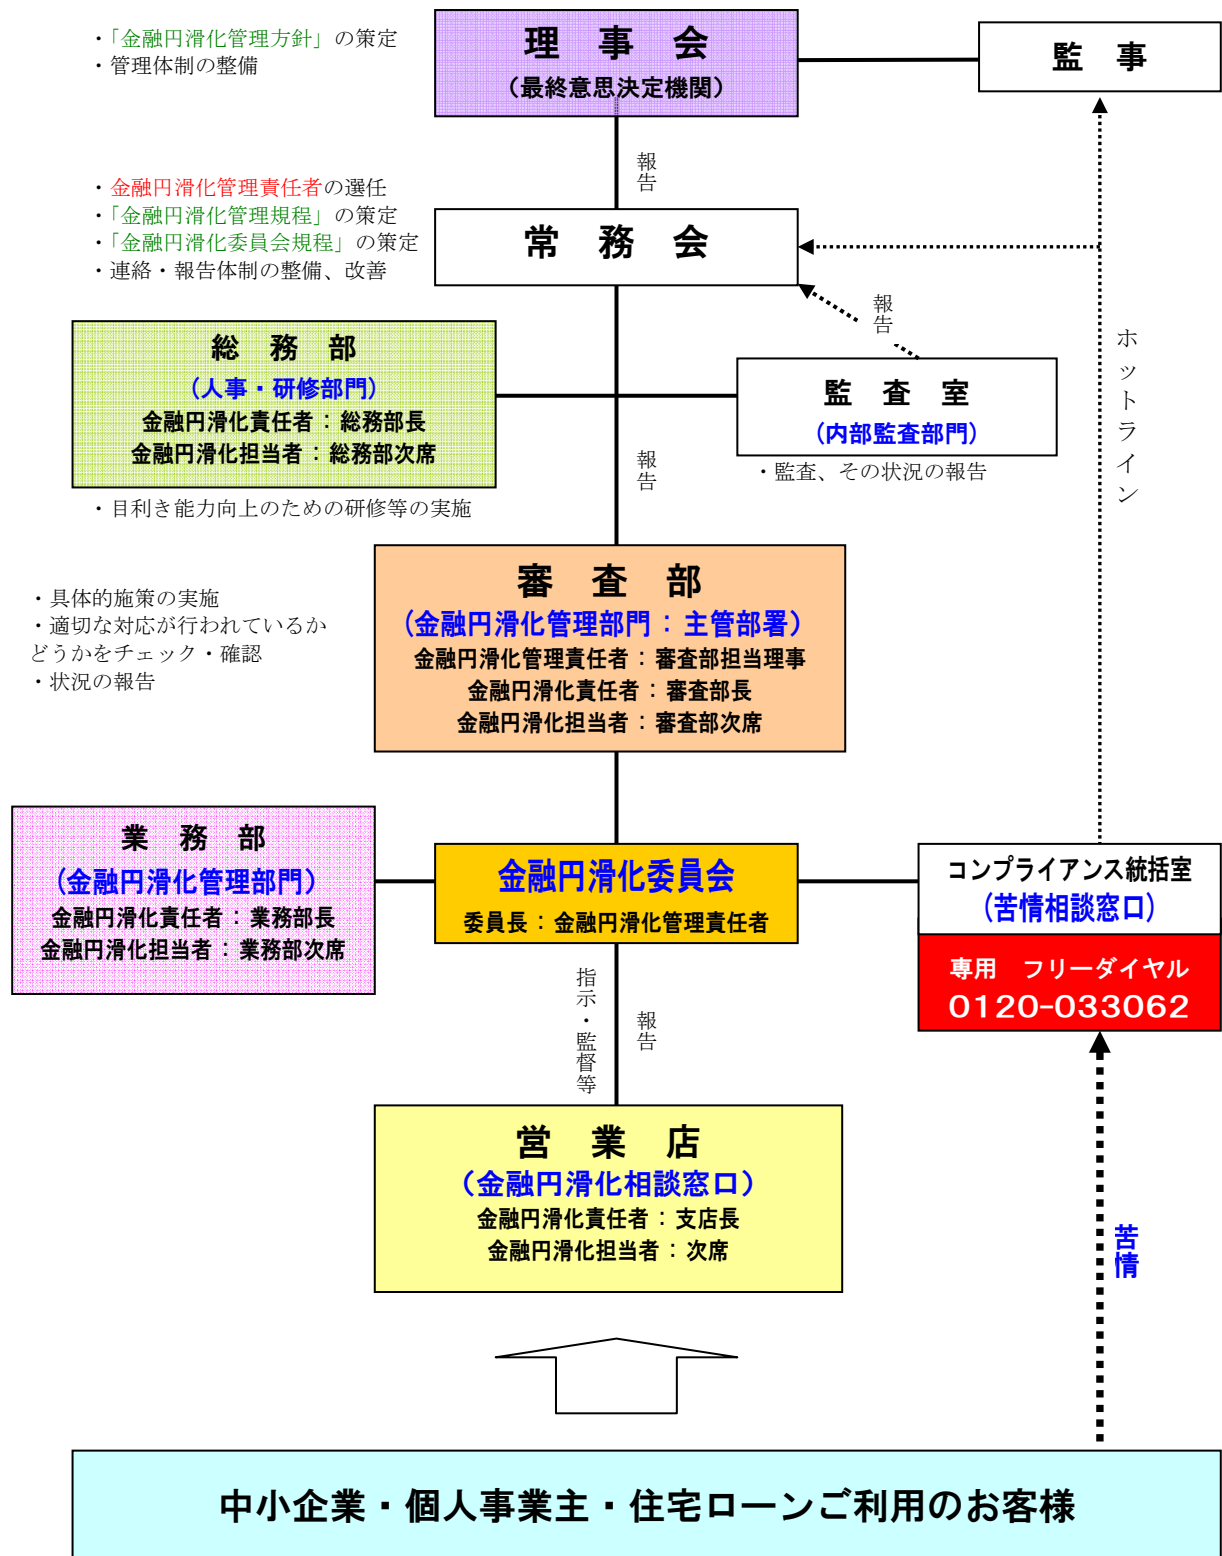 ・「金融円滑化管理方針」の策定
・管理体制の整備
理　事　会
（最終意思決定機関）
監　事
報告
・金融円滑化管理責任者の選任
・「金融円滑化管理規程」の策定
・「金融円滑化委員会規程」の策定
・連絡・報告体制の整備、改善
常　務　会
報告
ホットライン
総　務　部
（人事・研修部門）
金融円滑化責任者：総務部長
金融円滑化担当者：総務部次席
・目利き能力向上のための研修等の実施
監　査　室
（内部監査部門）
・監査、その状況の報告
報告
・具体的施策の実施
・適切な対応が行われているか
どうかをチェック・確認
・状況の報告
審　査　部
（金融円滑化管理部門：主管部署）
金融円滑化管理責任者：審査部担当理事
金融円滑化責任者：審査部長
金融円滑化担当者：審査部次席
業　務　部
（金融円滑化管理部門）
金融円滑化責任者：業務部長
金融円滑化担当者：業務部次席
金融円滑化委員会
委員長：金融円滑化管理責任者
コンプライアンス統括室
（苦情相談窓口）
専用　フリーダイヤル
0120-033062
指示・監督等
報告
営　業　店
（金融円滑化相談窓口）
金融円滑化責任者：支店長
金融円滑化担当者：次席
苦情
中小企業・個人事業主・住宅ローンご利用のお客様